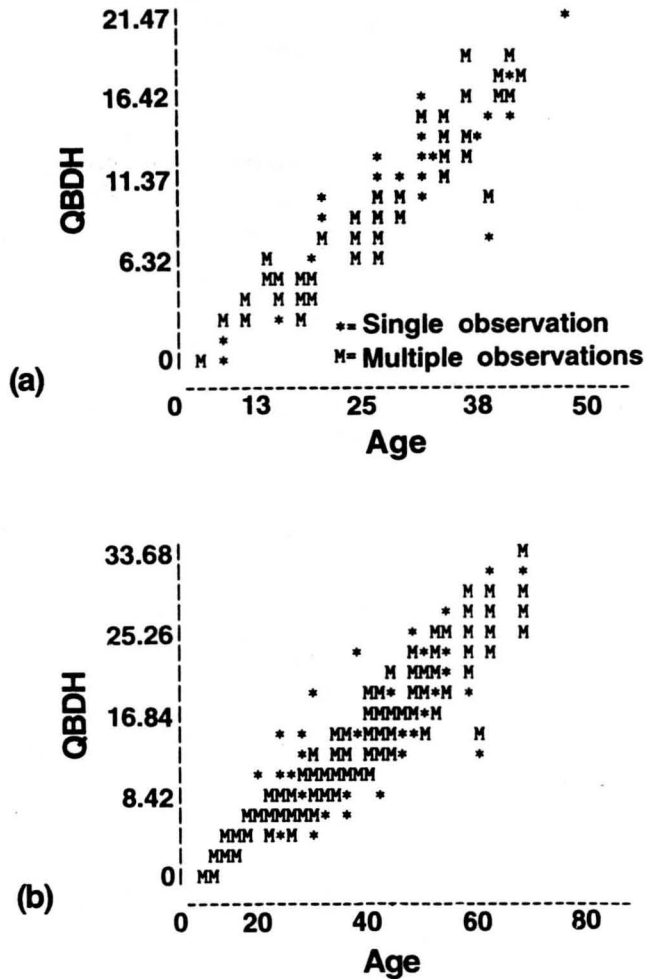 21.47
16.42
QBDH
11.37
6.32
*= Single observation
M= Multiple observations
0
(a)
0 13 25 38 50
Age
33.68
25.26
QBDH
16.84
8.42
0
(b)
0 20 40 60 80
Age